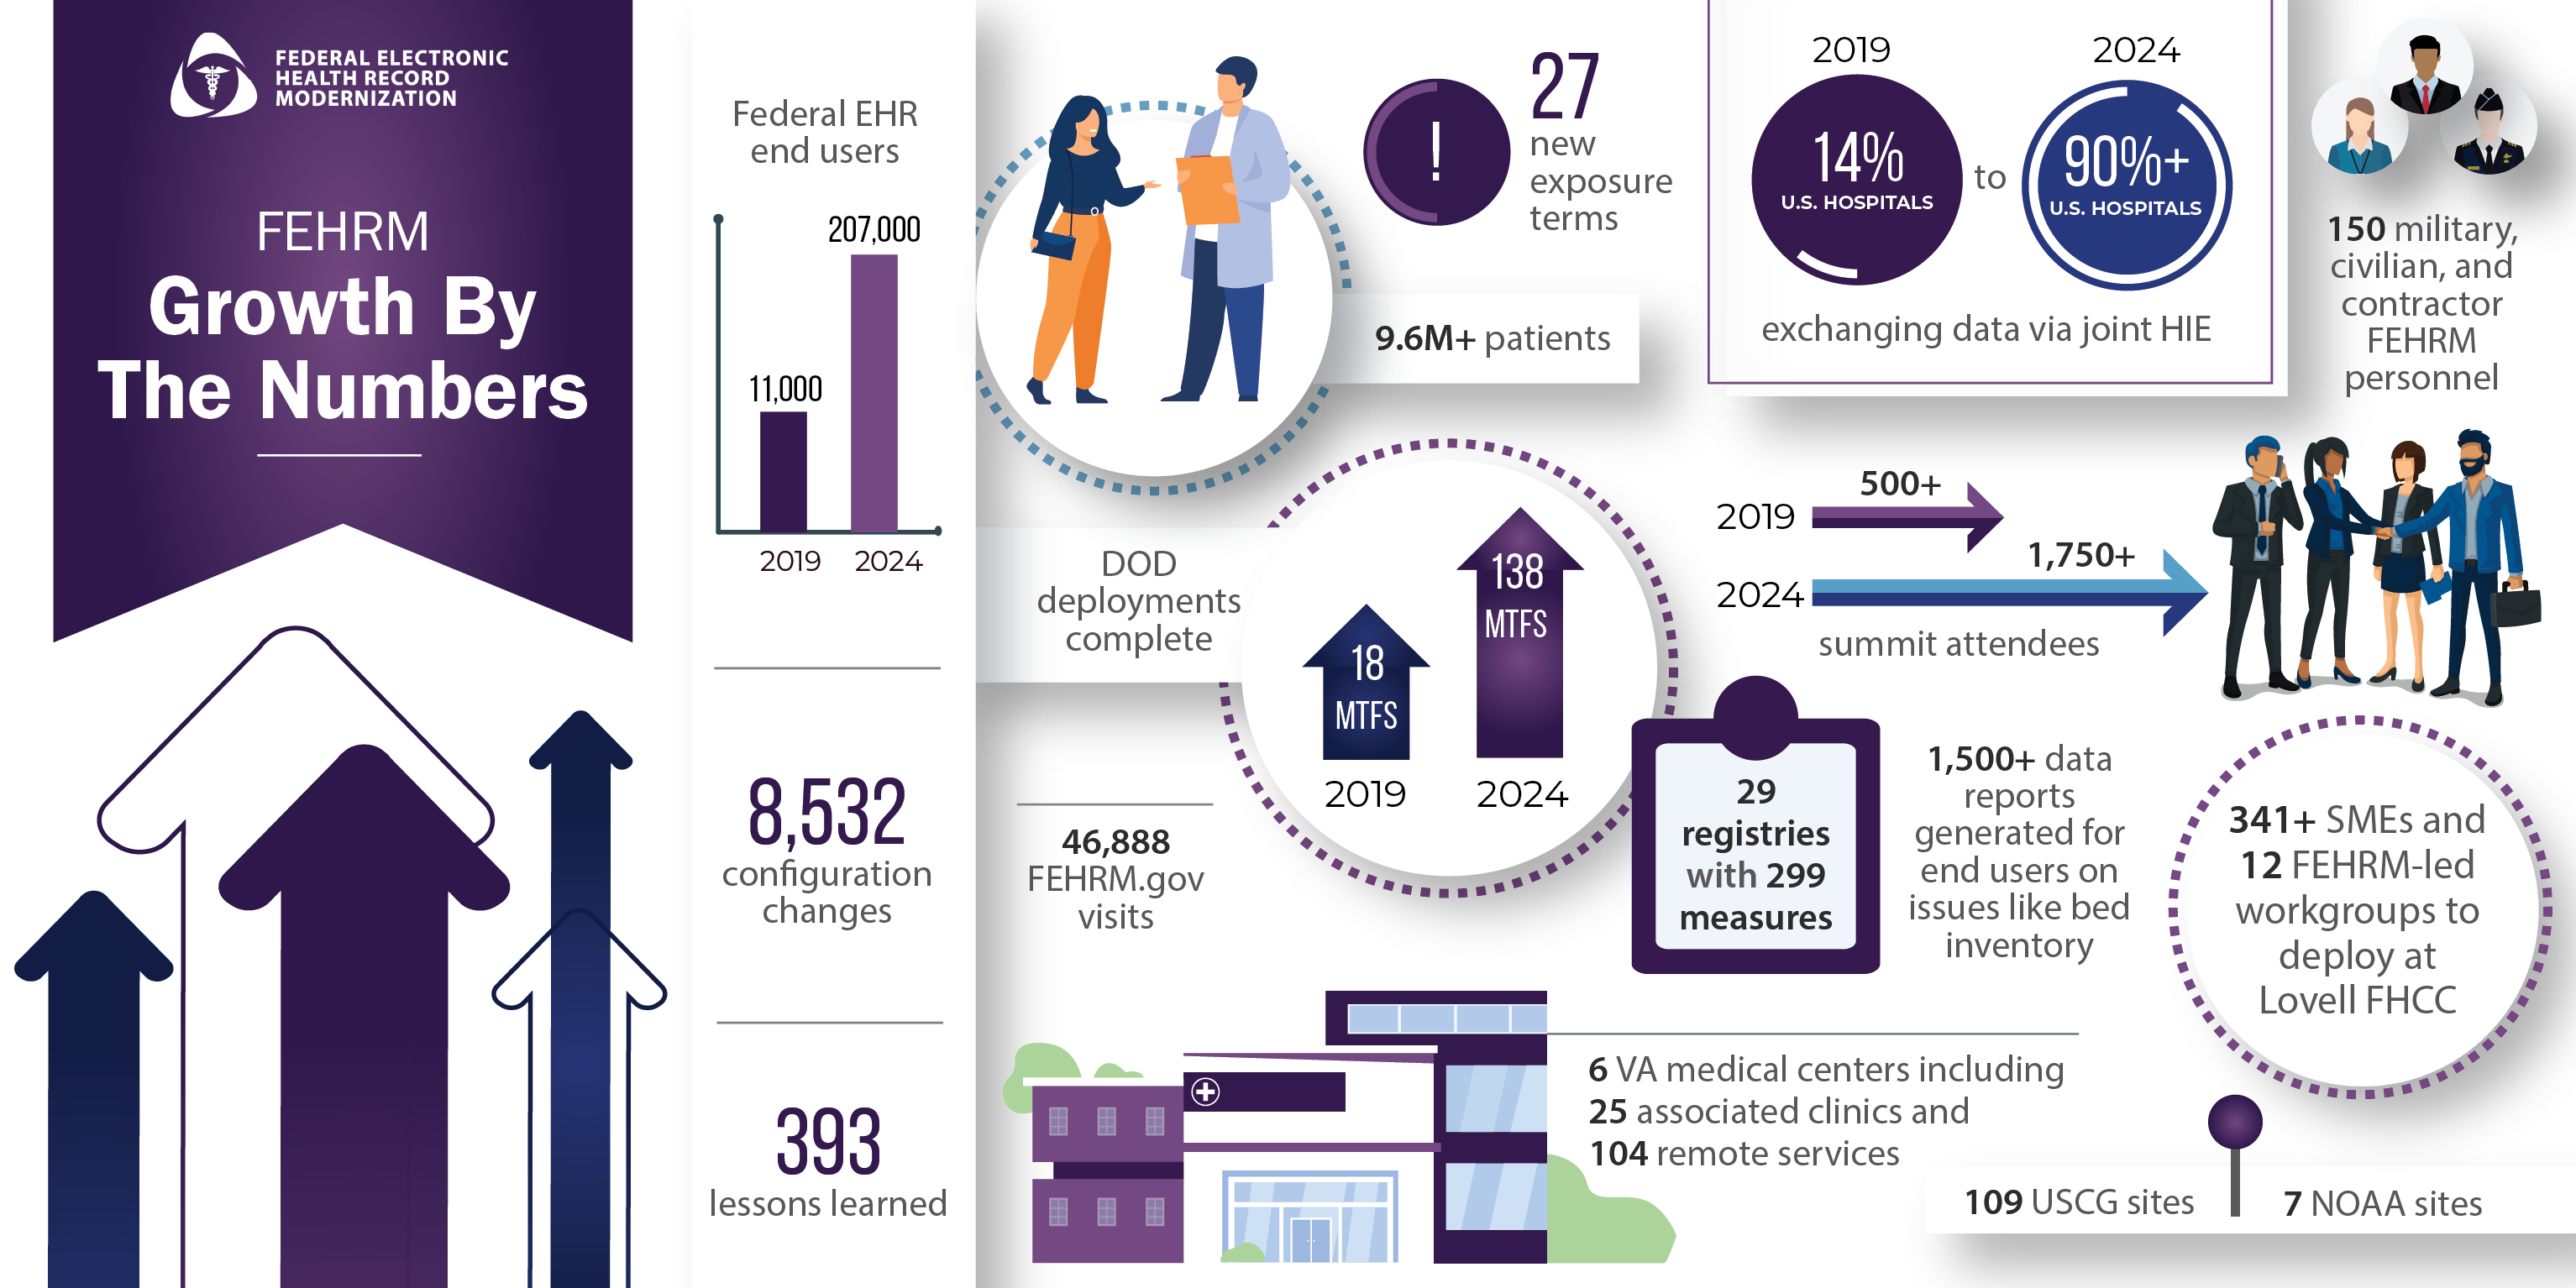 FEDERAL ELECTRONIC
HEALTH RECORD
MODERNIZATION
FEHRM
Growth By
The Numbers
Federal EHR
end users
207,000
11,000
2019
2024
8,532
configuration
changes
393
lessons learned
27
new
exposure
terms
!
9.6M+ patients
2019
2024
14%
U.S. HOSPITALS
to
90%+
U.S. HOSPITALS
exchanging data via joint HIE
150 military,
civilian, and
contractor
FEHRM
personnel
DOD
deployments
complete
18
MTFS
2019
138
MTFS
2024
2019
500+
2024
1,750+
summit attendees
46,888
FEHRM.gov
visits
29
registries
with 299
measures
1,500+ data
reports
generated for
end users on
issues like bed
inventory
341+ SMEs and
12 FEHRM-led
workgroups to
deploy at
Lovell FHCC
6 VA medical centers including
25 associated clinics and
104 remote services
109 USCG sites
7 NOAA sites